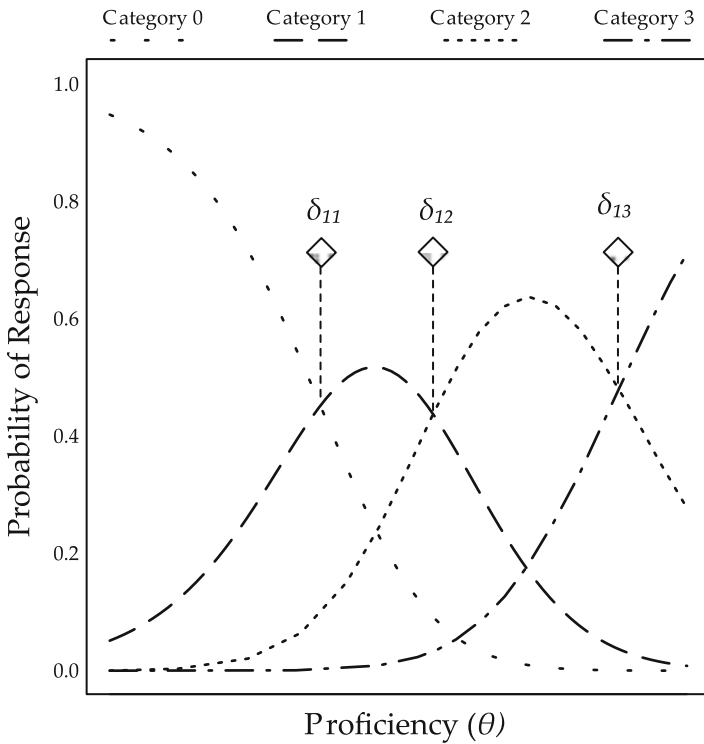 Category 0 Category 1 Category 2 Category 3
1.0
0.8
δ11 δ12 δ13
0.6
0.4
0.2
0.0
Probability of Response
Proficiency (θ)